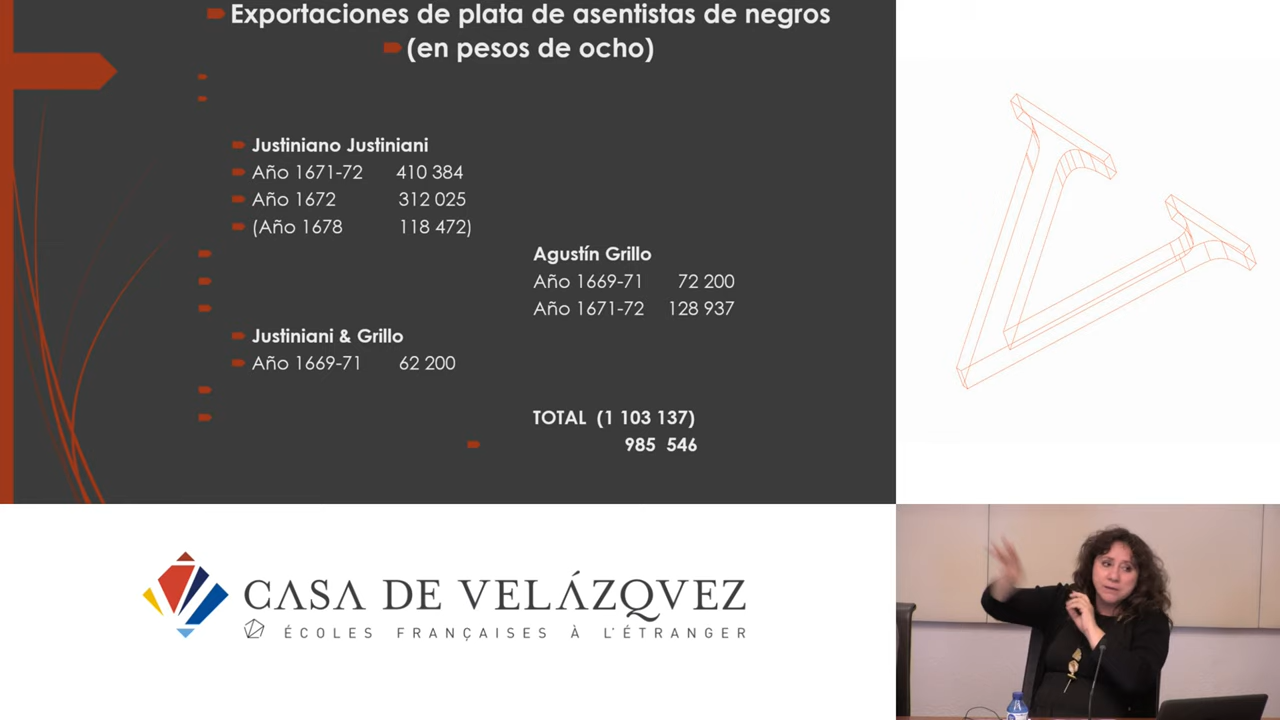 Exportaciones de plata de asentistas de negros
(en pesos de ocho)
Justiniano Justiniani
Año 1671-72 410 384
Año 1672 312 025
(Año 1678 118 472)
Agustín Grillo
Año 1669-71 72 200
Año 1671-72 128 937
Justiniani & Grillo
Año 1669-71 62 200
TOTAL (1 103 137)
985 546
CASA DE VELÁZQVEZ
ÉCOLES FRANÇAISES À L'ÉTRANGER